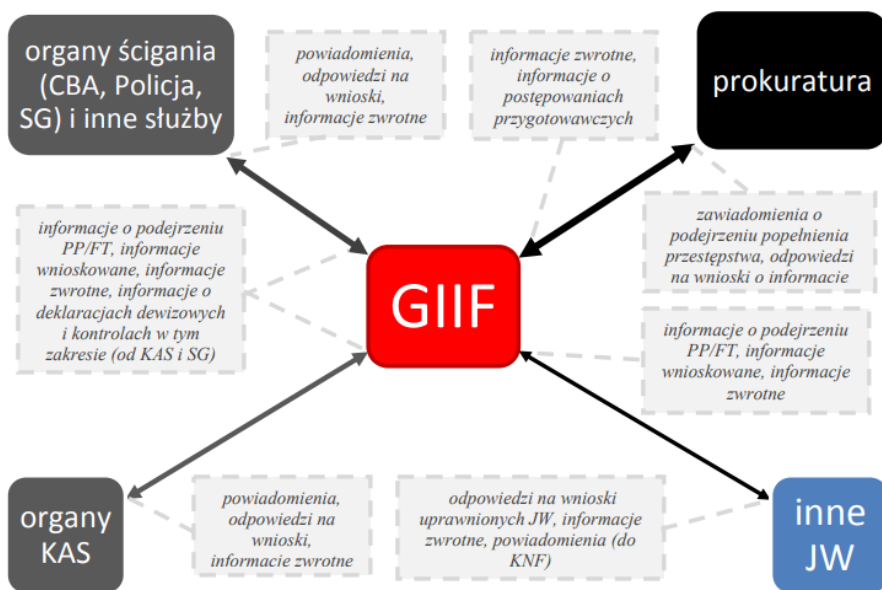 organy ścigania
(CBA, Policja,
SG) i inne służby
powiadomienia,
odpowiedzi na
wnioski,
informacje zwrotne
informacje zwrotne,
informacje o
postępowaniach
przygotowawczych
prokuratura
informacje o podejrzeniu
PP/FT, informacje
wnioskowane, informacje
zwrotne, informacje o
deklaracjach dewizowych
i kontrolach w tym
zakresie (od KAS i SG)
GIIF
zawiadomienia o
podejrzeniu popełnienia
przestępstwa, odpowiedzi
na wnioski o informacie
informacje o podejrzeniu
PP/FT, informacje
wnioskowane, informacje
zwrotne
organy
KAS
powiadomienia,
odpowiedzi na
wnioski,
informacie zwrotne
odpowiedzi na wnioski
uprawnionych JW, informacje
zwrotne, powiadomienia (do
KNF)
inne
JW